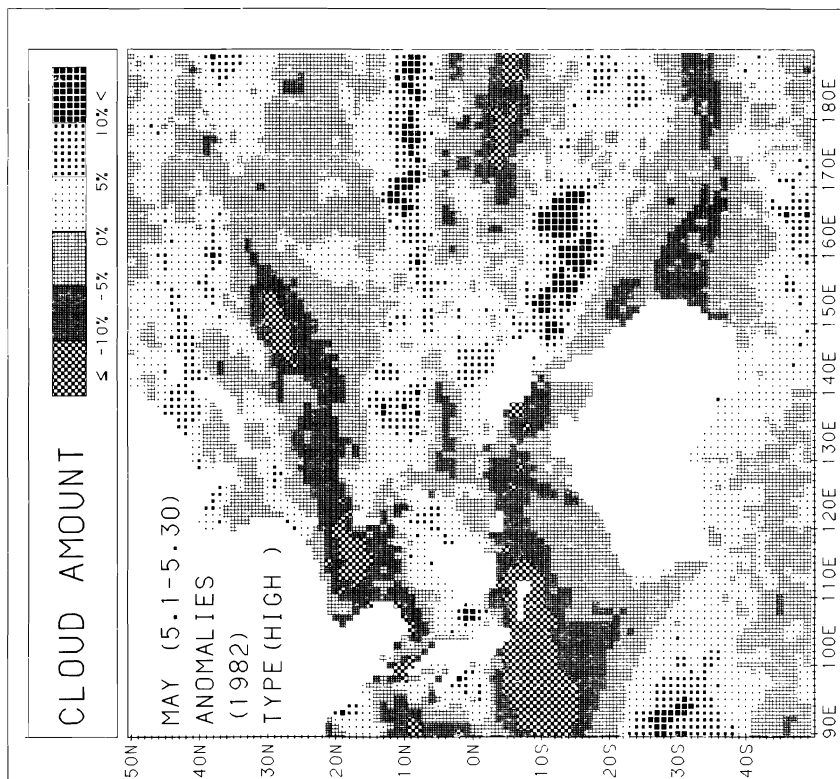 CLOUD AMOUNT
≤ -10% -5% 0% 5% 10% <
MAY (5.1-5.30)
ANOMALIES
(1982)
TYPE (HIGH )
50N
40N
30N
20N
10N
0N
10S
20S
30S
40S
90E 100E 110E 120E 130E 140E 150E 160E 170E 180E